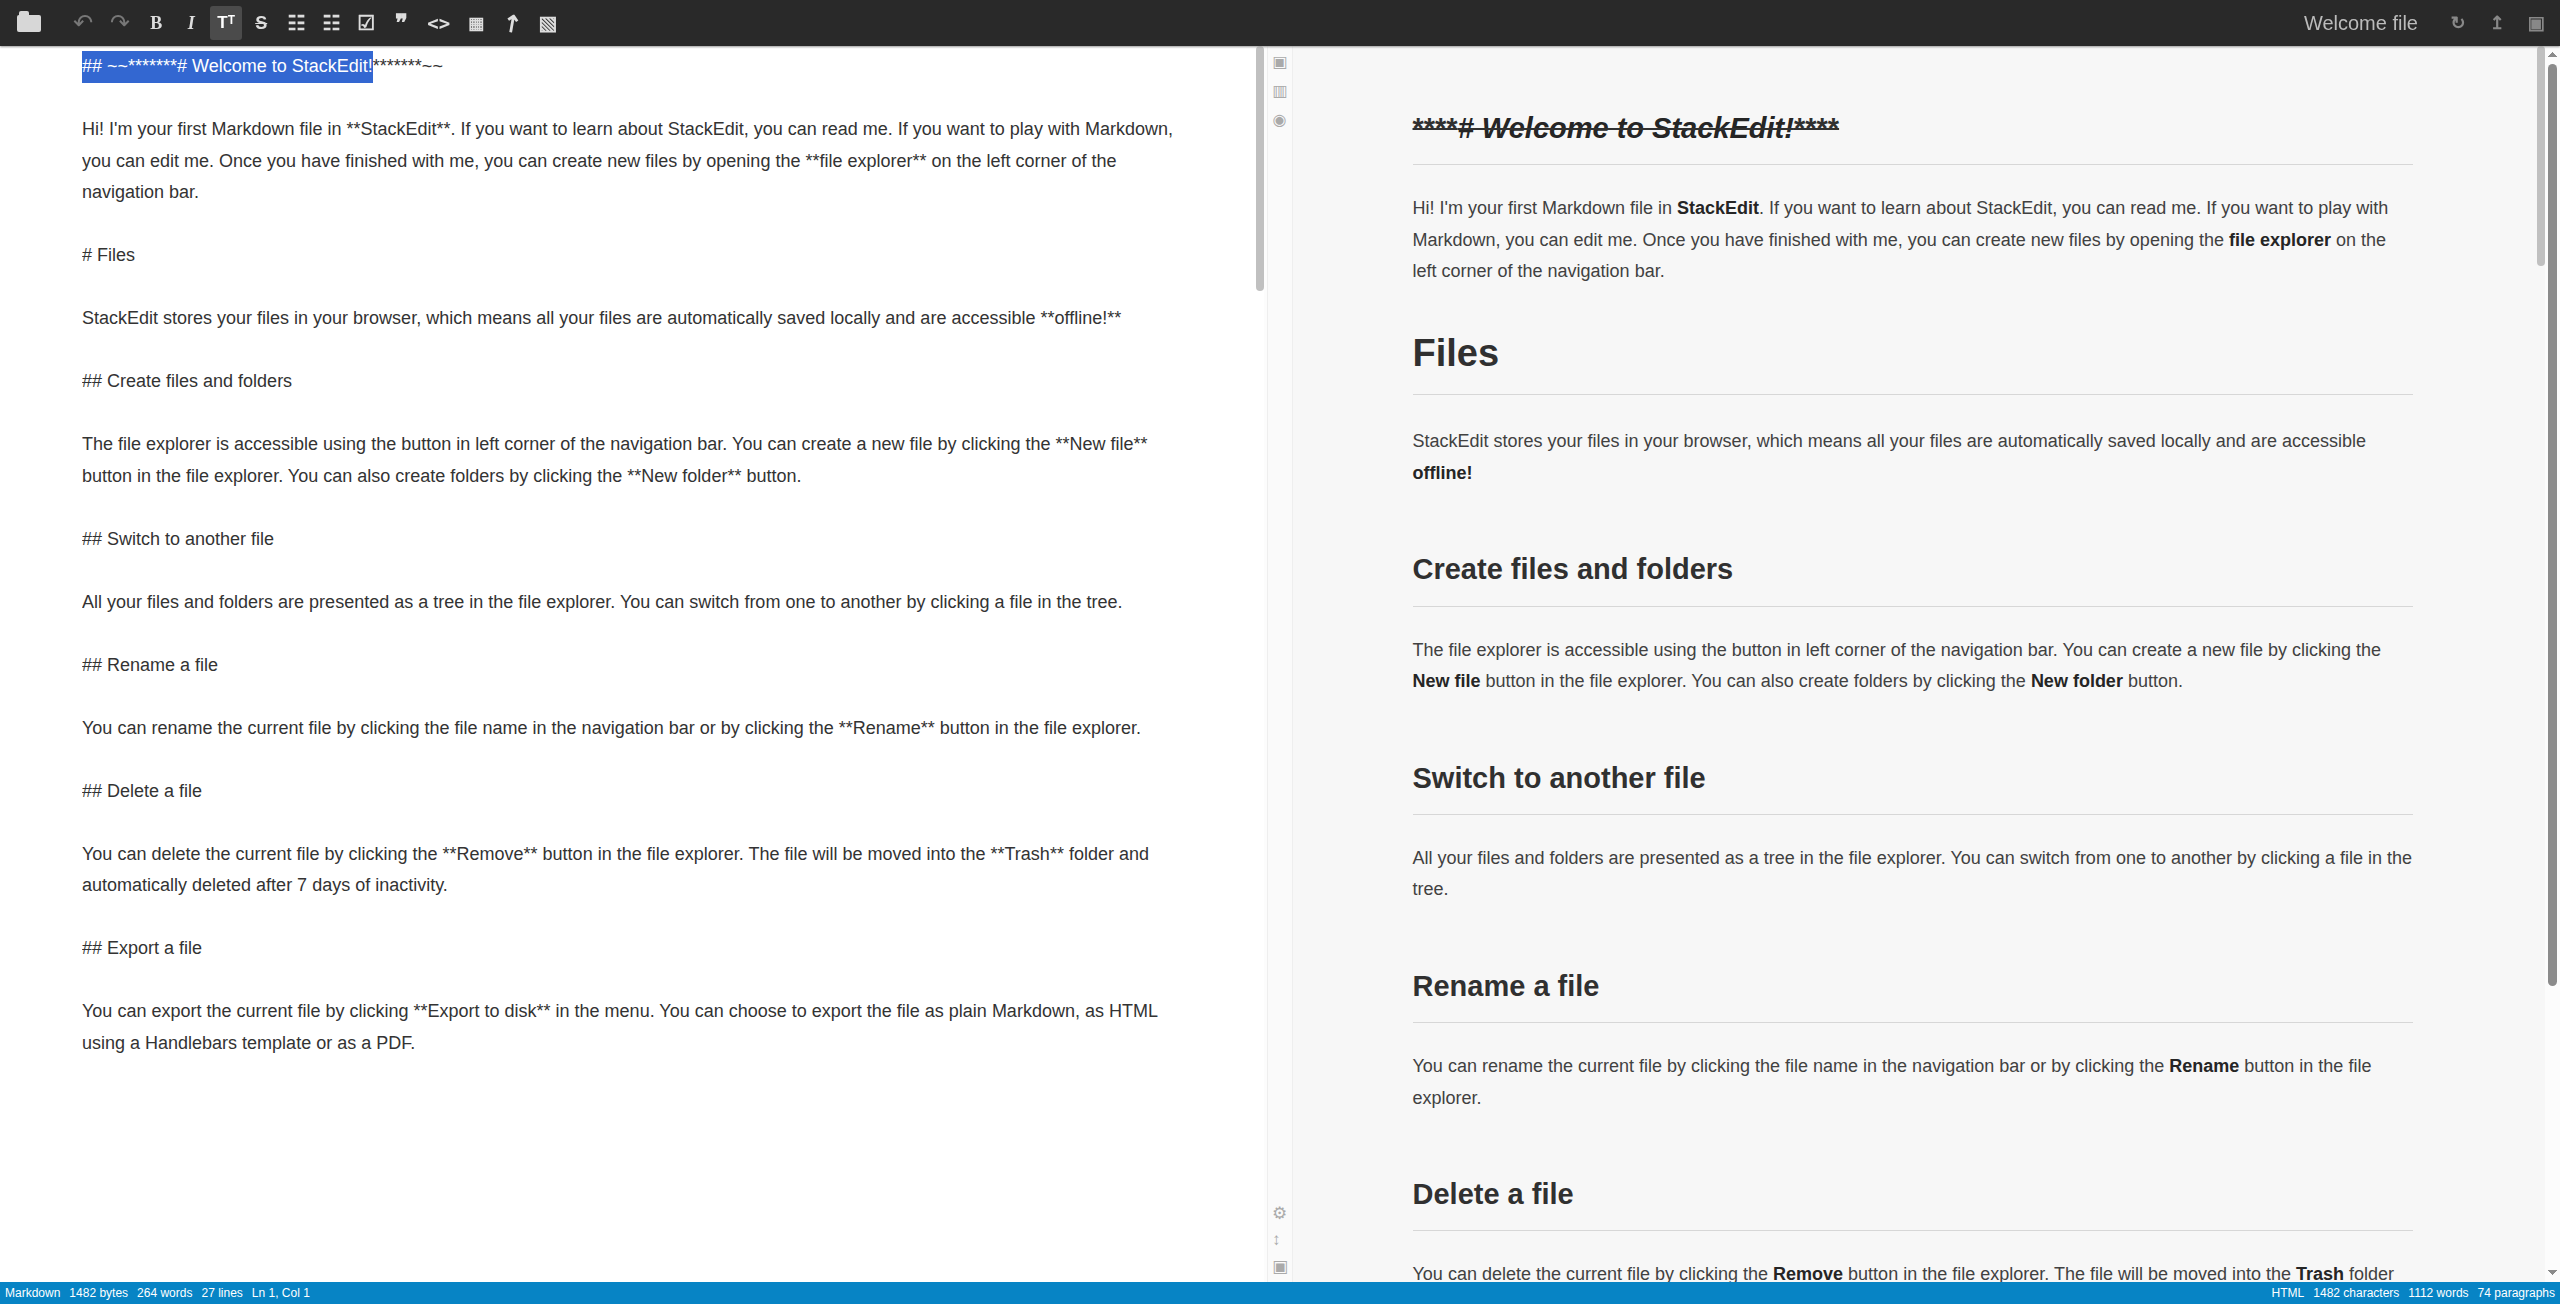 Welcome file
## ~~*******# Welcome to StackEdit!*******~~
Hi! I'm your first Markdown file in **StackEdit**. If you want to learn about StackEdit, you can read me. If you want to play with Markdown,
you can edit me. Once you have finished with me, you can create new files by opening the **file explorer** on the left corner of the
navigation bar.
# Files
StackEdit stores your files in your browser, which means all your files are automatically saved locally and are accessible **offline!**
## Create files and folders
The file explorer is accessible using the button in left corner of the navigation bar. You can create a new file by clicking the **New file**
button in the file explorer. You can also create folders by clicking the **New folder** button.
## Switch to another file
All your files and folders are presented as a tree in the file explorer. You can switch from one to another by clicking a file in the tree.
## Rename a file
You can rename the current file by clicking the file name in the navigation bar or by clicking the **Rename** button in the file explorer.
## Delete a file
You can delete the current file by clicking the **Remove** button in the file explorer. The file will be moved into the **Trash** folder and
automatically deleted after 7 days of inactivity.
## Export a file
You can export the current file by clicking **Export to disk** in the menu. You can choose to export the file as plain Markdown, as HTML
using a Handlebars template or as a PDF.
****# Welcome to StackEdit!****
Hi! I'm your first Markdown file in StackEdit. If you want to learn about StackEdit, you can read me. If you want to play with
Markdown, you can edit me. Once you have finished with me, you can create new files by opening the file explorer on the
left corner of the navigation bar.
Files
StackEdit stores your files in your browser, which means all your files are automatically saved locally and are accessible
offline!
Create files and folders
The file explorer is accessible using the button in left corner of the navigation bar. You can create a new file by clicking the
New file button in the file explorer. You can also create folders by clicking the New folder button.
Switch to another file
All your files and folders are presented as a tree in the file explorer. You can switch from one to another by clicking a file in the
tree.
Rename a file
You can rename the current file by clicking the file name in the navigation bar or by clicking the Rename button in the file
explorer.
Delete a file
You can delete the current file by clicking the Remove button in the file explorer. The file will be moved into the Trash folder
Markdown 1482 bytes 264 words 27 lines Ln 1, Col 1
HTML 1482 characters 1112 words 74 paragraphs